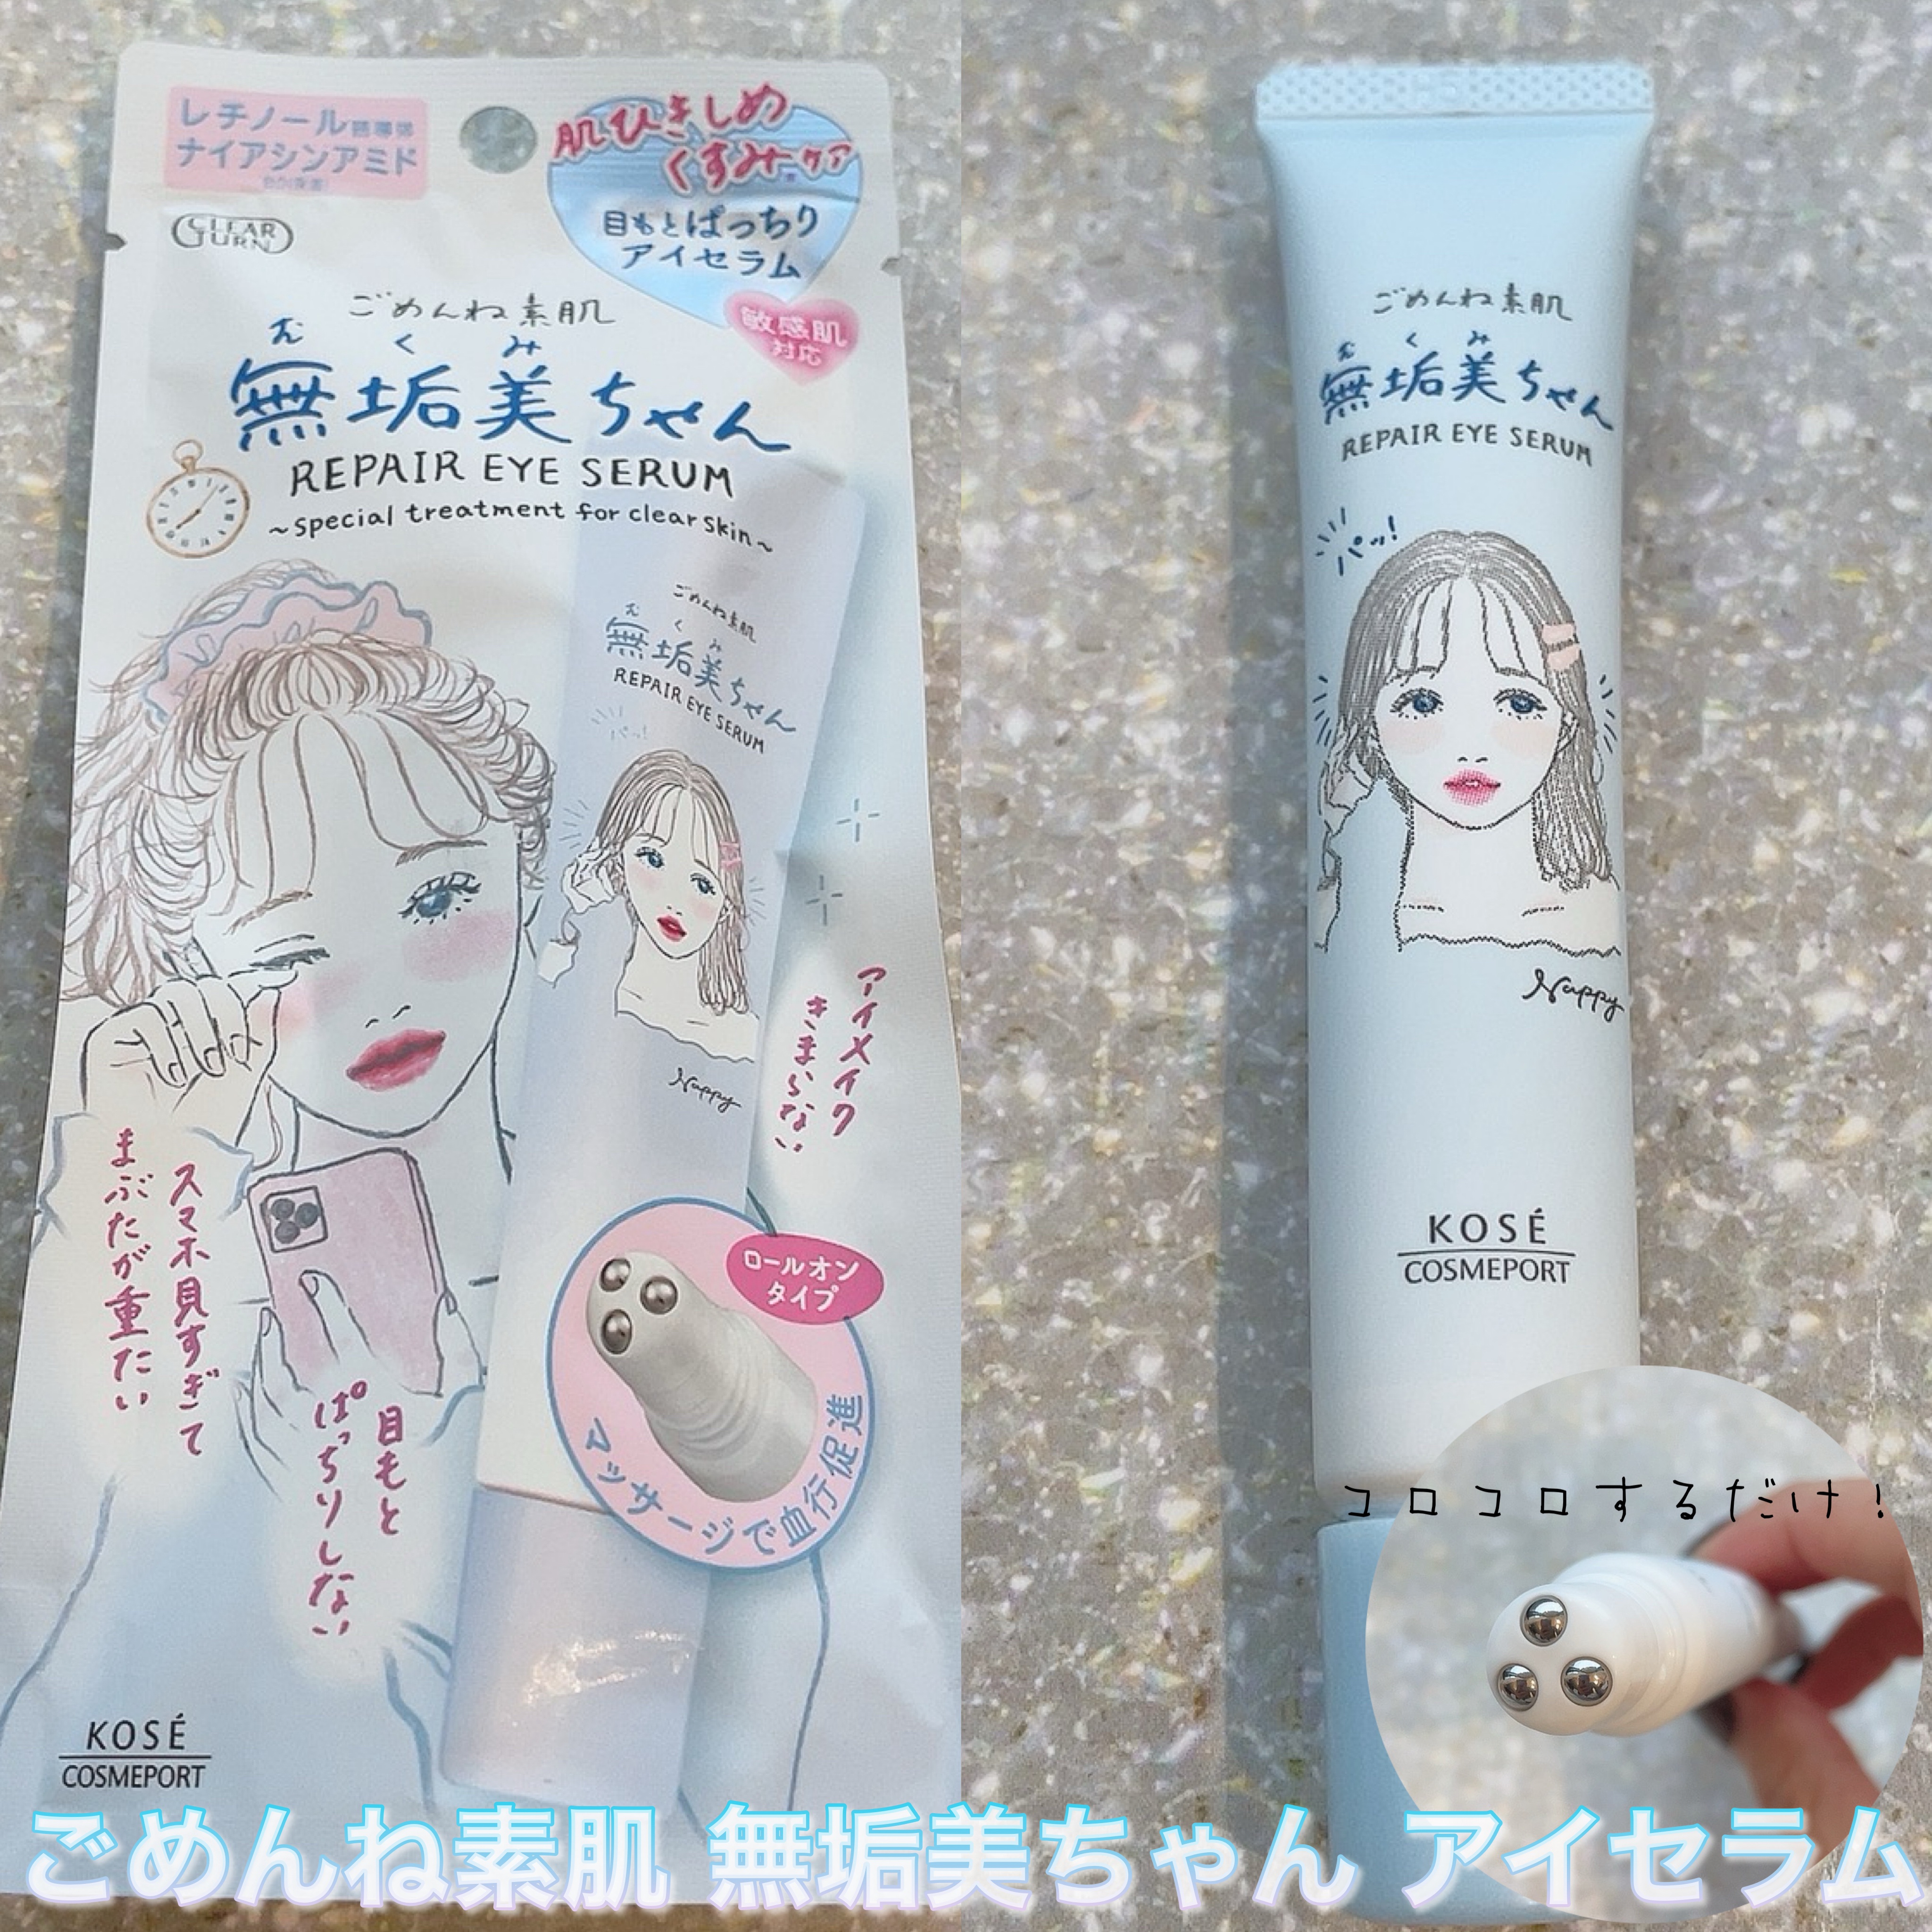 レチノール誘導体
ナイアシンアミド
CLEAR
TURN
肌ひきしめ
くすみケア
目もとぱっちり
アイセラム
敏感肌
対応
ごめんね素肌
むくみ
無垢美ちゃん
REPAIR EYE SERUM
~special treatment for clear skin~
ごめんね素肌
むくみ
無垢美ちゃん
REPAIR EYE SERUM
パッ!
Nappy
アイメイク
きまらない
スマホ見すぎて
まぶたが重たい
目もと
ぱっちりしない
ロールオン
タイプ
マッサージで血行促進
KOSÉ
COSMEPORT
ごめんね素肌
むくみ
無垢美ちゃん
REPAIR EYE SERUM
パッ!
Nappy
KOSÉ
COSMEPORT
コロコロするだけ!
ごめんね素肌 無垢美ちゃん アイセラム